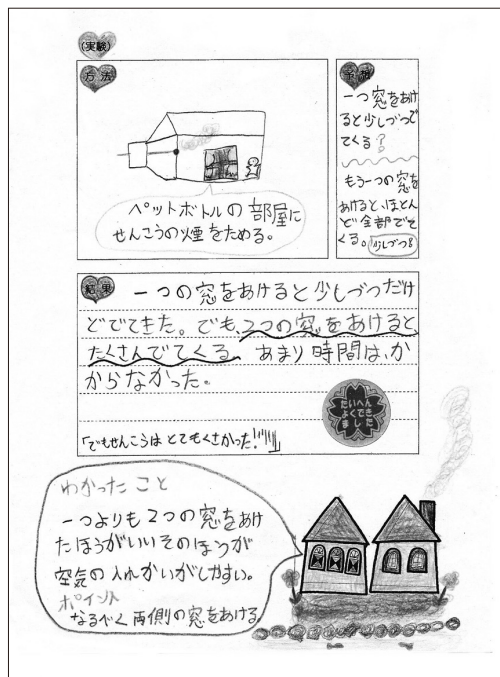 (実験)
方法
ペットボトルの部屋に
せんこうの煙をためる。
予想
一つ窓をあけ
ると少しづつで
てくる?
もう一つの窓を
あけると、ほとん
ど全部でて
くる。少しづつ?
結果
一つの窓をあけると少しづつだけ
どでてきた。でも、2つの窓をあけると、
たくさんでてくる。あまり時間は、か
からなかった。
たいへん
よくでき
ました
「でもせんこうはとてもくさかった!!」
わかったこと
一つよりも2つの窓をあけ
たほうがいいそのほうが
空気の入れかいがしやすい。
ポイント
なるべく両側の窓をあける